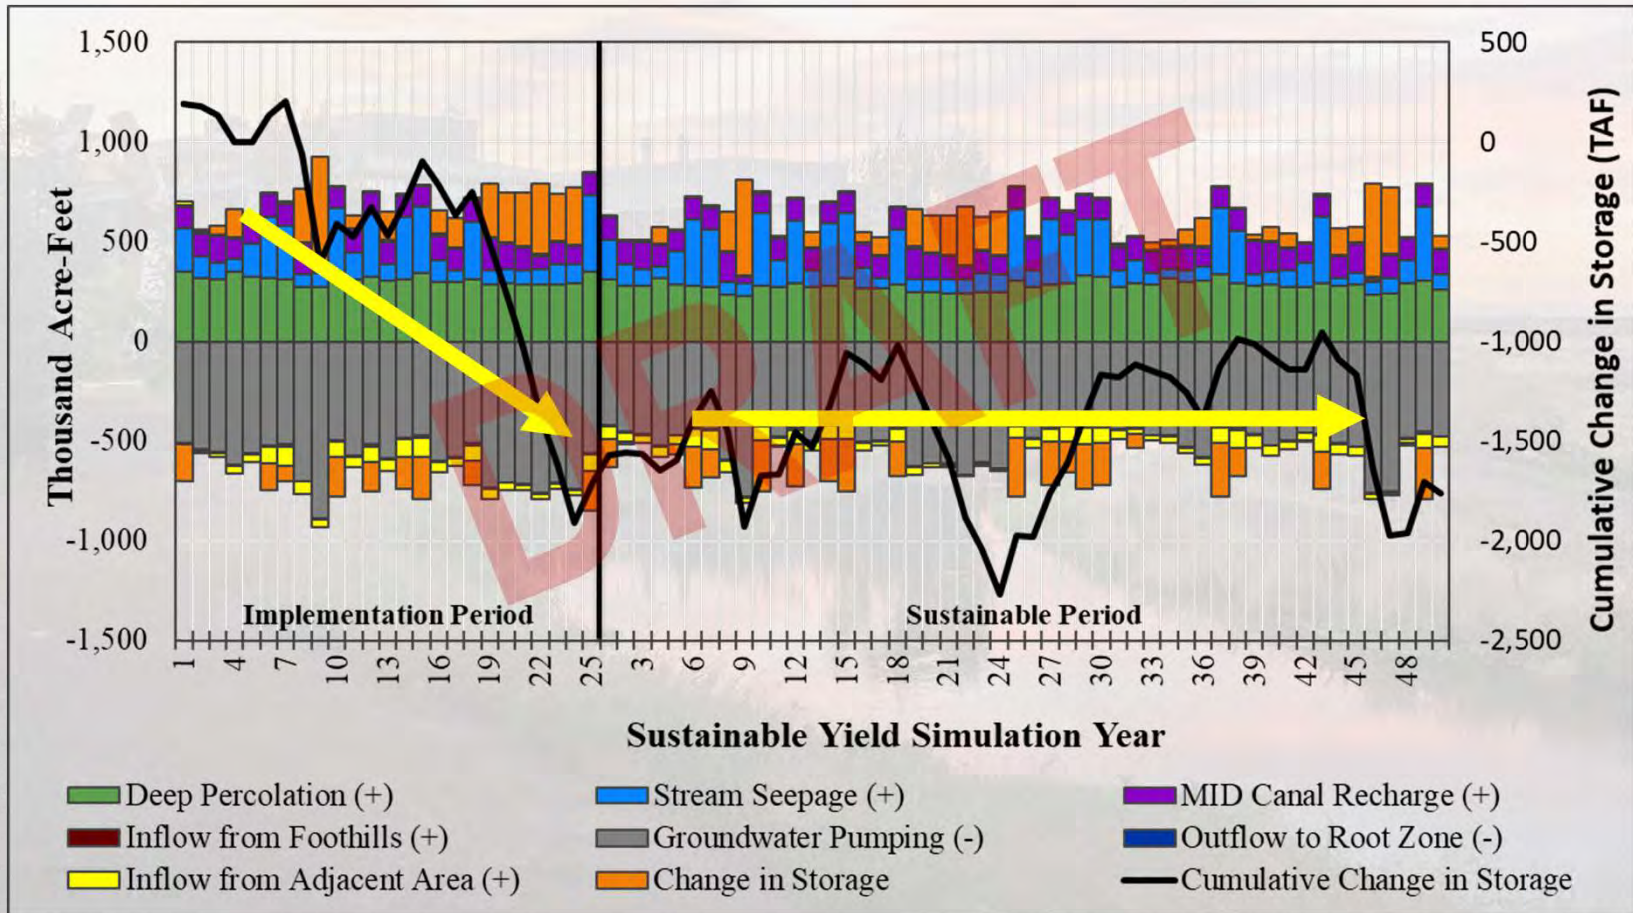 1,500
1,000
500
0
-500
-1,000
-1,500
Thousand Acre-Feet
500
0
-500
-1,000
-1,500
-2,000
-2,500
Cumulative Change in Storage (TAF)
DRAFT
Implementation Period
Sustainable Period
1 4 7 10 13 16 19 22 25 3 6 9 12 15 18 21 24 27 30 33 36 39 42 45 48
Sustainable Yield Simulation Year
Deep Percolation (+) Stream Seepage (+) MID Canal Recharge (+)
Inflow from Foothills (+) Groundwater Pumping (-) Outflow to Root Zone (-)
Inflow from Adjacent Area (+) Change in Storage Cumulative Change in Storage